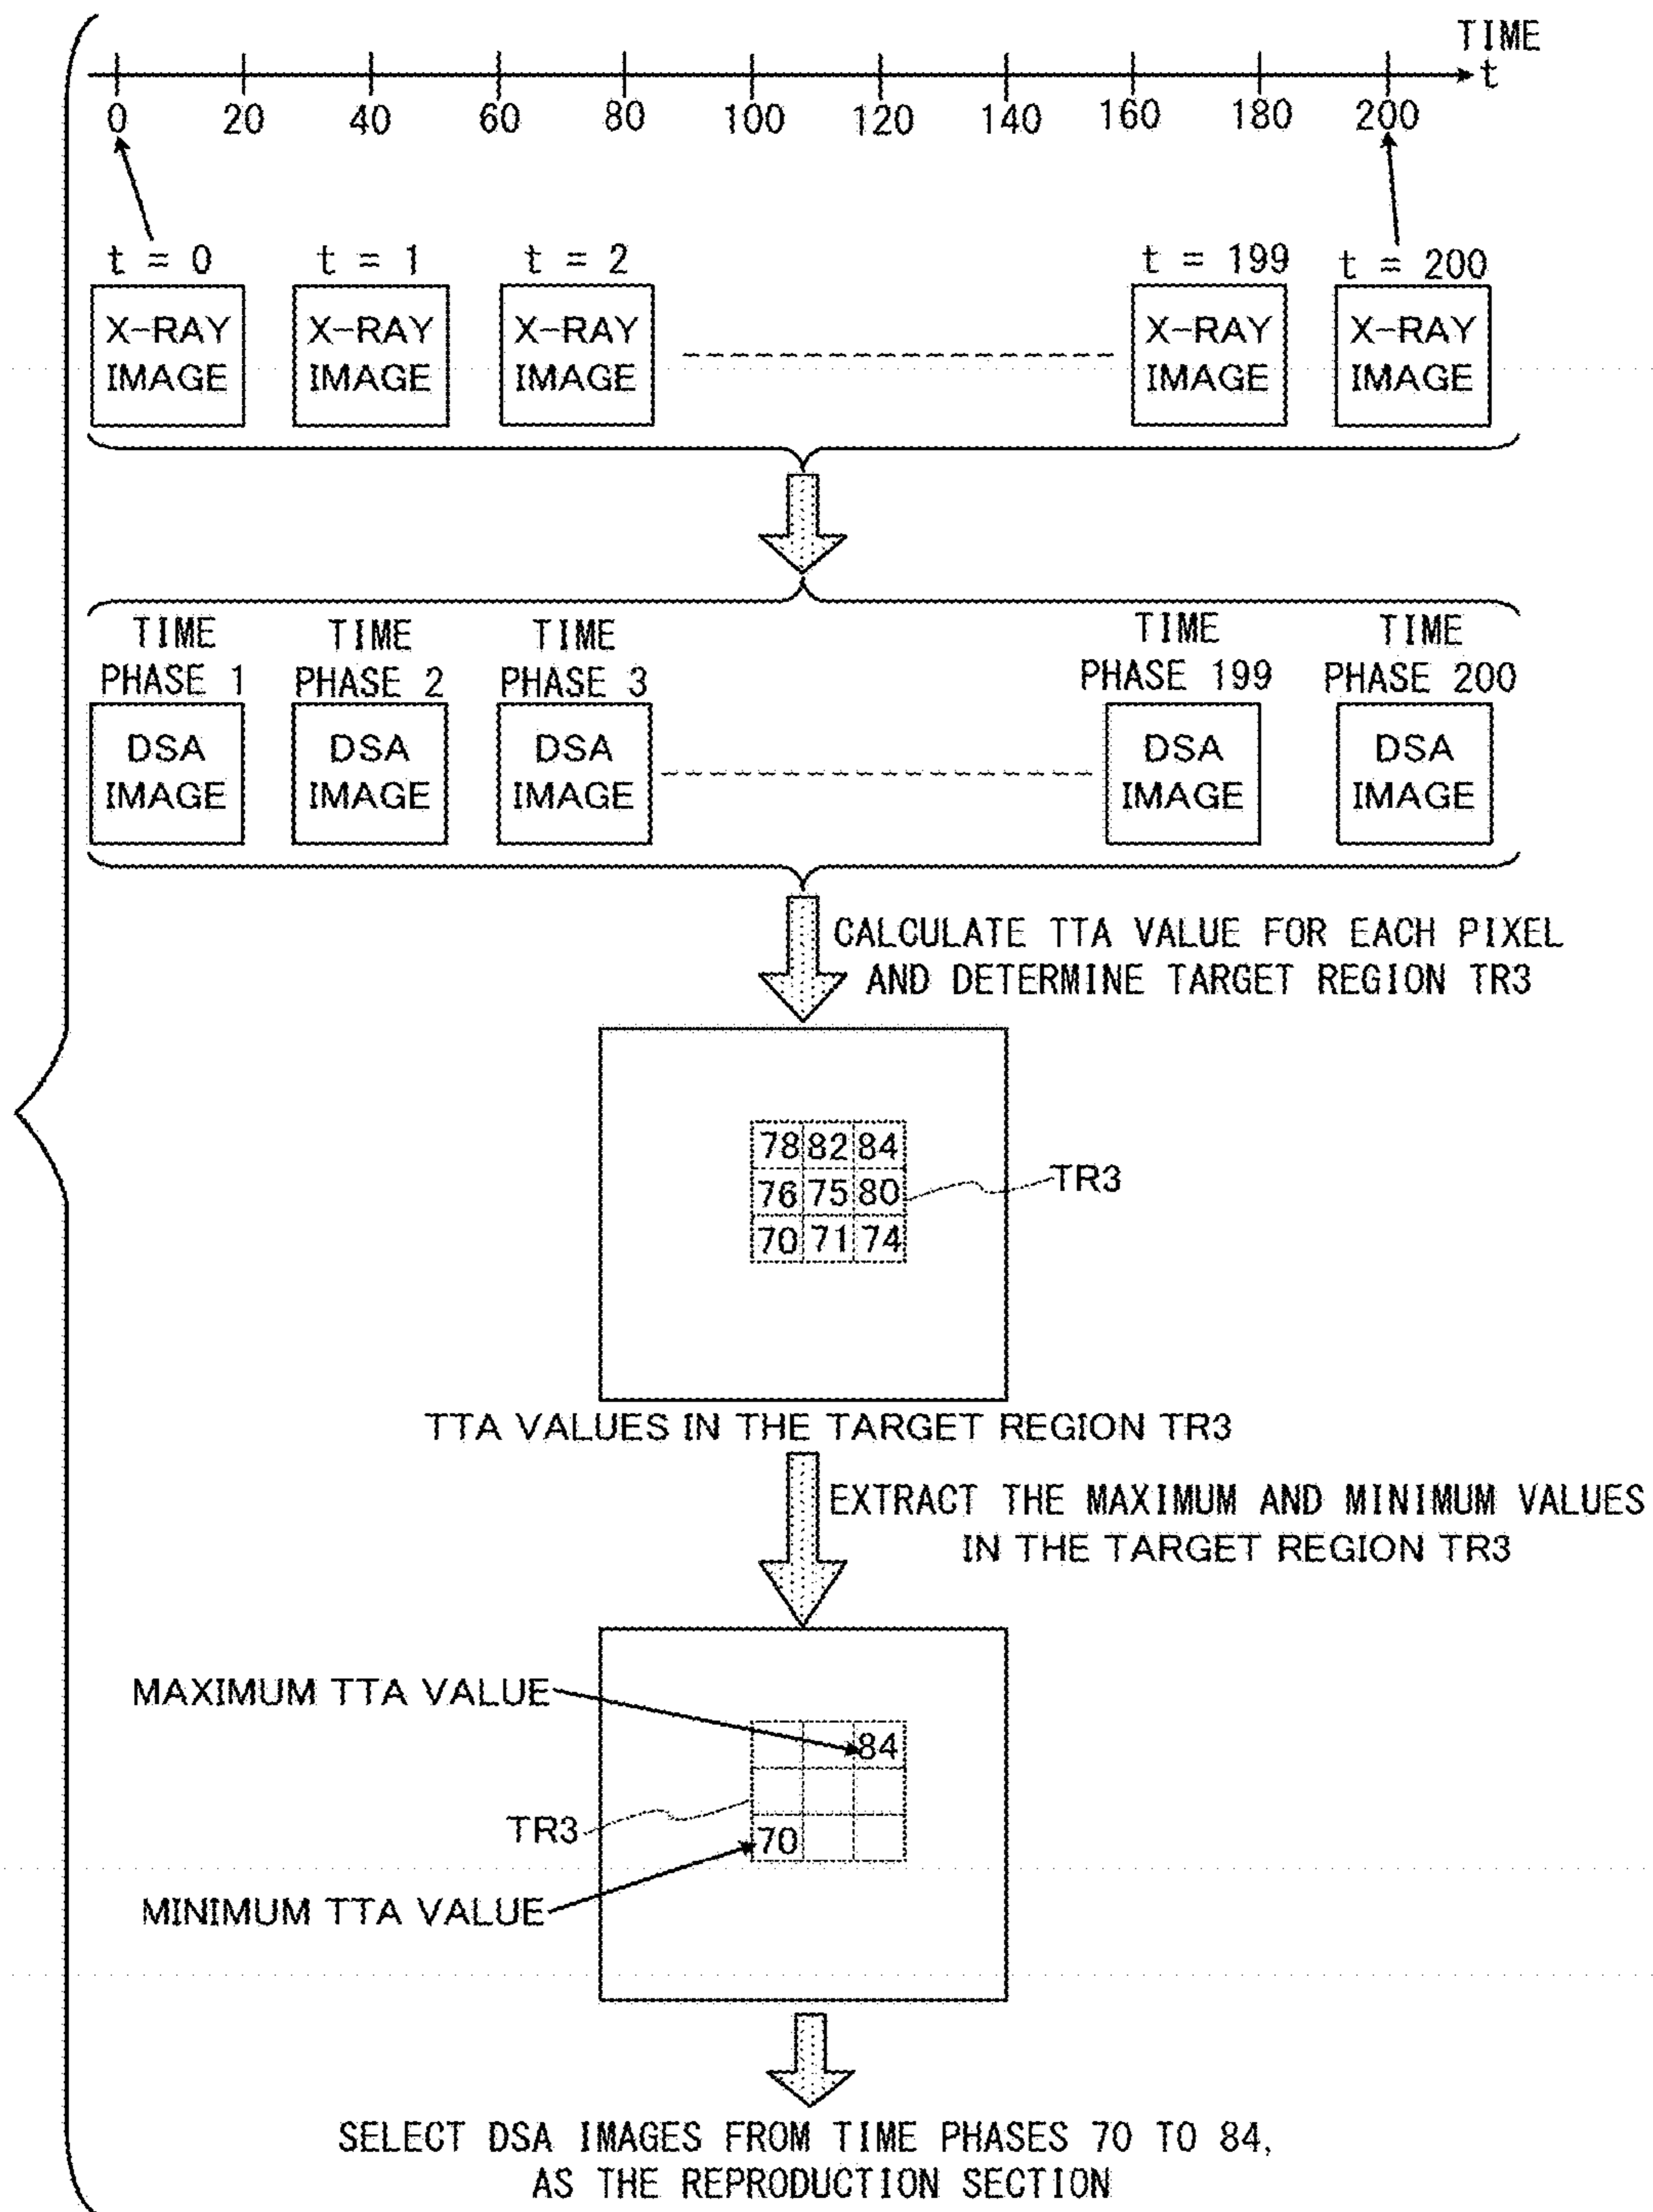 TIME
t
0 20 40 60 80 100 120 140 160 180 200
t = 0 t = 1 t = 2 t = 199 t = 200
X-RAY X-RAY X-RAY X-RAY X-RAY
IMAGE IMAGE IMAGE IMAGE IMAGE
TIME TIME TIME TIME TIME
PHASE 1 PHASE 2 PHASE 3 PHASE 199 PHASE 200
DSA DSA DSA DSA DSA
IMAGE IMAGE IMAGE IMAGE IMAGE
CALCULATE TTA VALUE FOR EACH PIXEL
AND DETERMINE TARGET REGION TR3
78 82 84
76 75 80 TR3
70 71 74
TTA VALUES IN THE TARGET REGION TR3
EXTRACT THE MAXIMUM AND MINIMUM VALUES
IN THE TARGET REGION TR3
MAXIMUM TTA VALUE
84
TR3
70
MINIMUM TTA VALUE
SELECT DSA IMAGES FROM TIME PHASES 70 TO 84,
AS THE REPRODUCTION SECTION